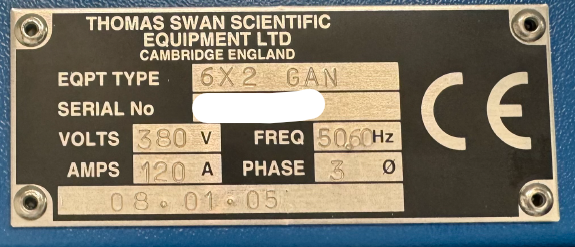 THOMAS SWAN SCIENTIFIC
EQUIPMENT LTD
CAMBRIDGE ENGLAND
EQPT TYPE 6X2 GAN
SERIAL No
VOLTS 380 V FREQ 50,60 Hz
AMPS 120 A PHASE 3 Ø
08.01.05
CE